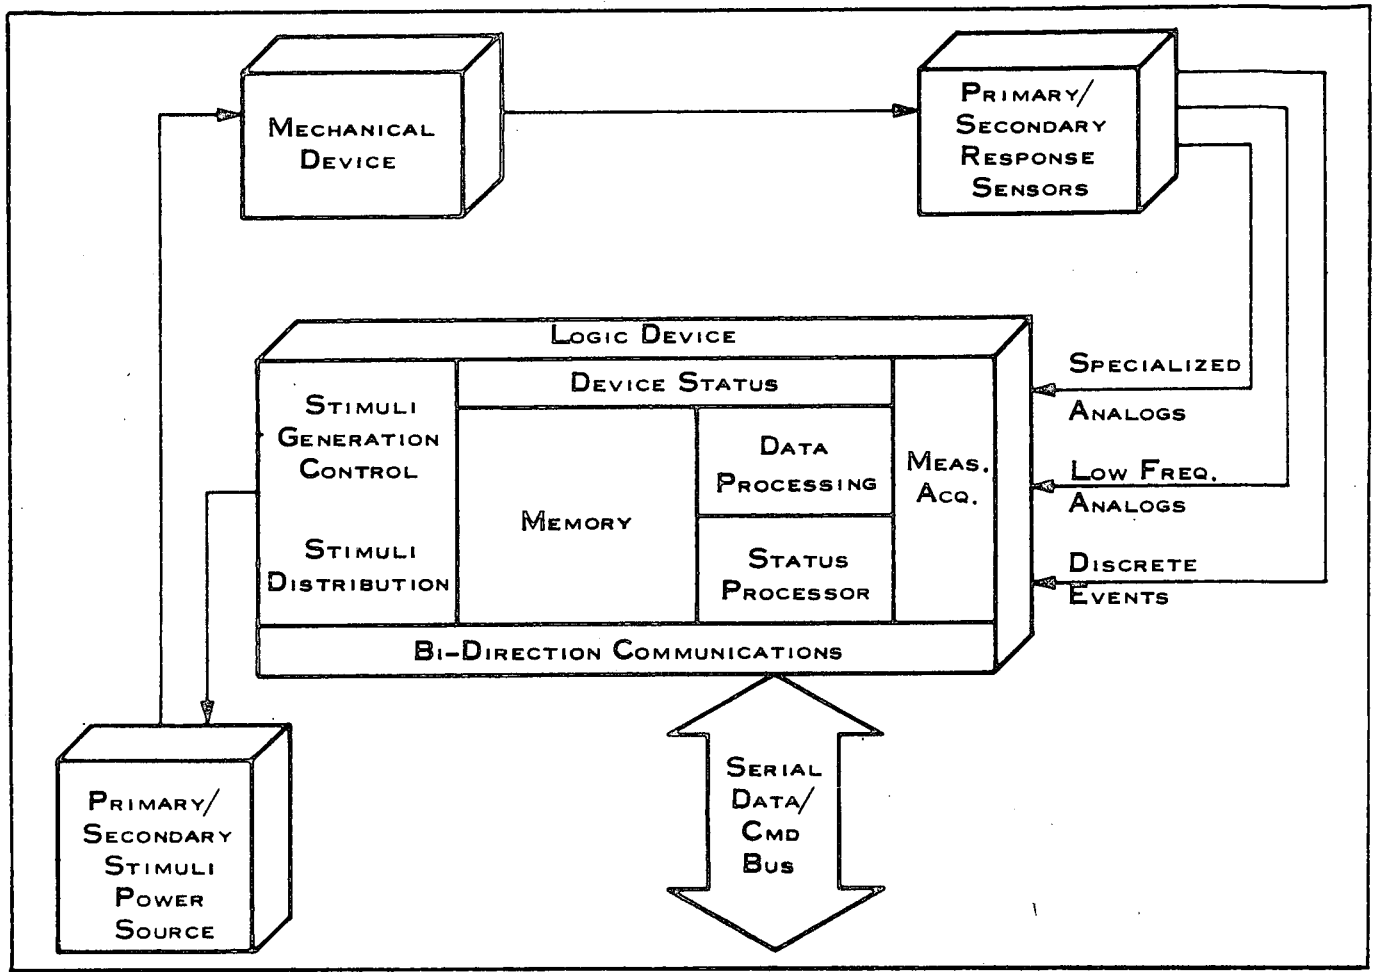 MECHANICAL
DEVICE
PRIMARY/
SECONDARY
RESPONSE
SENSORS
LOGIC DEVICE
STIMULI
GENERATION
CONTROL
STIMULI
DISTRIBUTION
DEVICE STATUS
MEMORY
DATA
PROCESSING
STATUS
PROCESSOR
MEAS.
ACQ.
BI-DIRECTION COMMUNICATIONS
SPECIALIZED
ANALOGS
LOW FREQ.
ANALOGS
DISCRETE
EVENTS
PRIMARY/
SECONDARY
STIMULI
POWER
SOURCE
SERIAL
DATA/
CMD
BUS